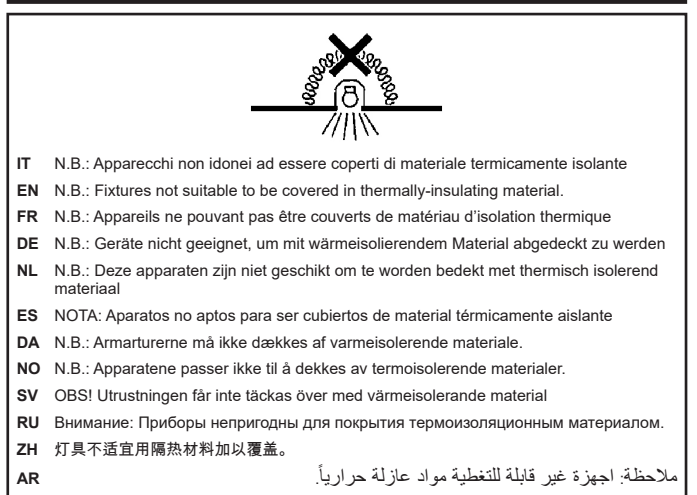 IT N.B.: Apparecchi non idonei ad essere coperti di materiale termicamente isolante
EN N.B.: Fixtures not suitable to be covered in thermally-insulating material.
FR N.B.: Appareils ne pouvant pas être couverts de matériau d'isolation thermique
DE N.B.: Geräte nicht geeignet, um mit wärmeisolierendem Material abgedeckt zu werden
NL N.B.: Deze apparaten zijn niet geschikt om te worden bedekt met thermisch isolerend
materiaal
ES NOTA: Aparatos no aptos para ser cubiertos de material térmicamente aislante
DA N.B.: Armarturerne må ikke dækkes af varmeisolerende materiale.
NO N.B.: Apparatene passer ikke til å dekkes av termoisolerende materialer.
SV OBS! Utrustningen får inte täckas över med värmeisolerande material
RU Внимание: Приборы непригодны для покрытия термоизоляционным материалом.
ZH 灯具不适宜用隔热材料加以覆盖。
AR ملاحظة: اجهزة غير قابلة للتغطية مواد عازلة حرارياً.